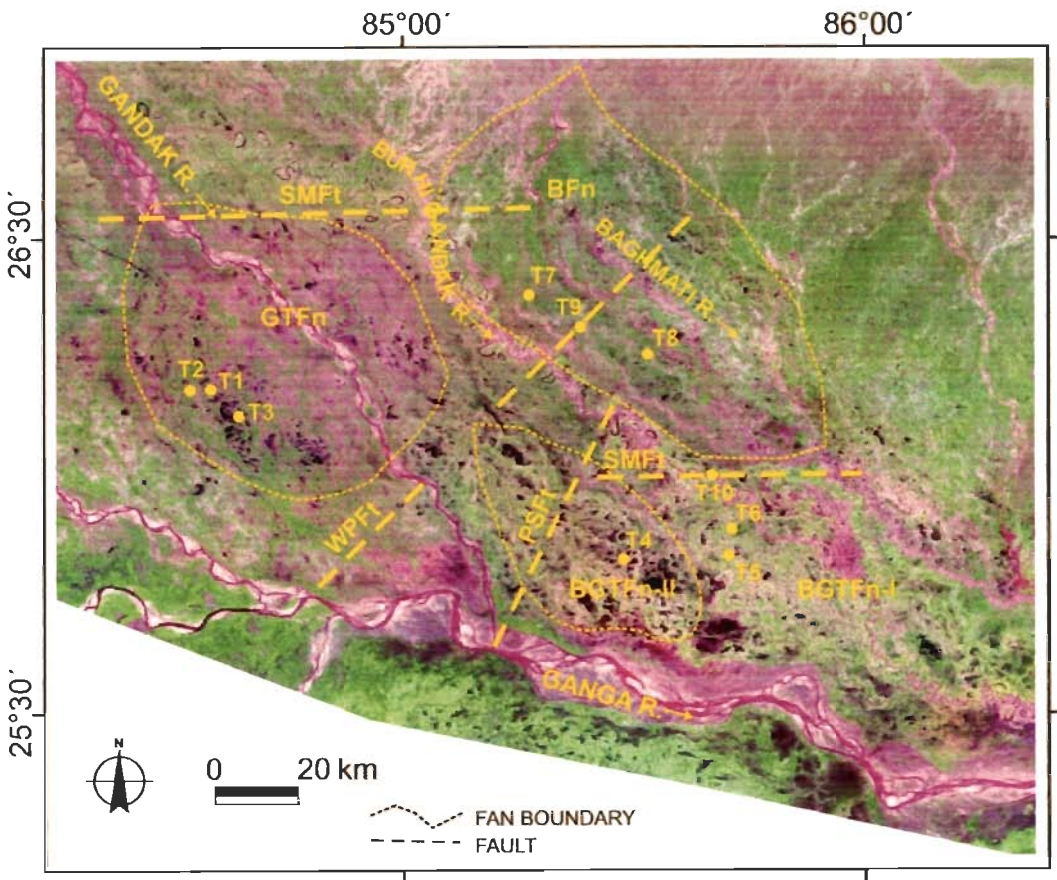 85°00´
86°00´
26°30´
25°30´
GANDAK R.
SMFt
BURHI GANDAK R.
BFn
BAGHMATI R.
T7
T9
T8
GTFn
T2
T1
T3
SMFt
T10
T6
T5
T4
PSFt
WPFt
BGTFn-II
BGTFn-I
GANGA R.
N
0
20 km
FAN BOUNDARY
FAULT